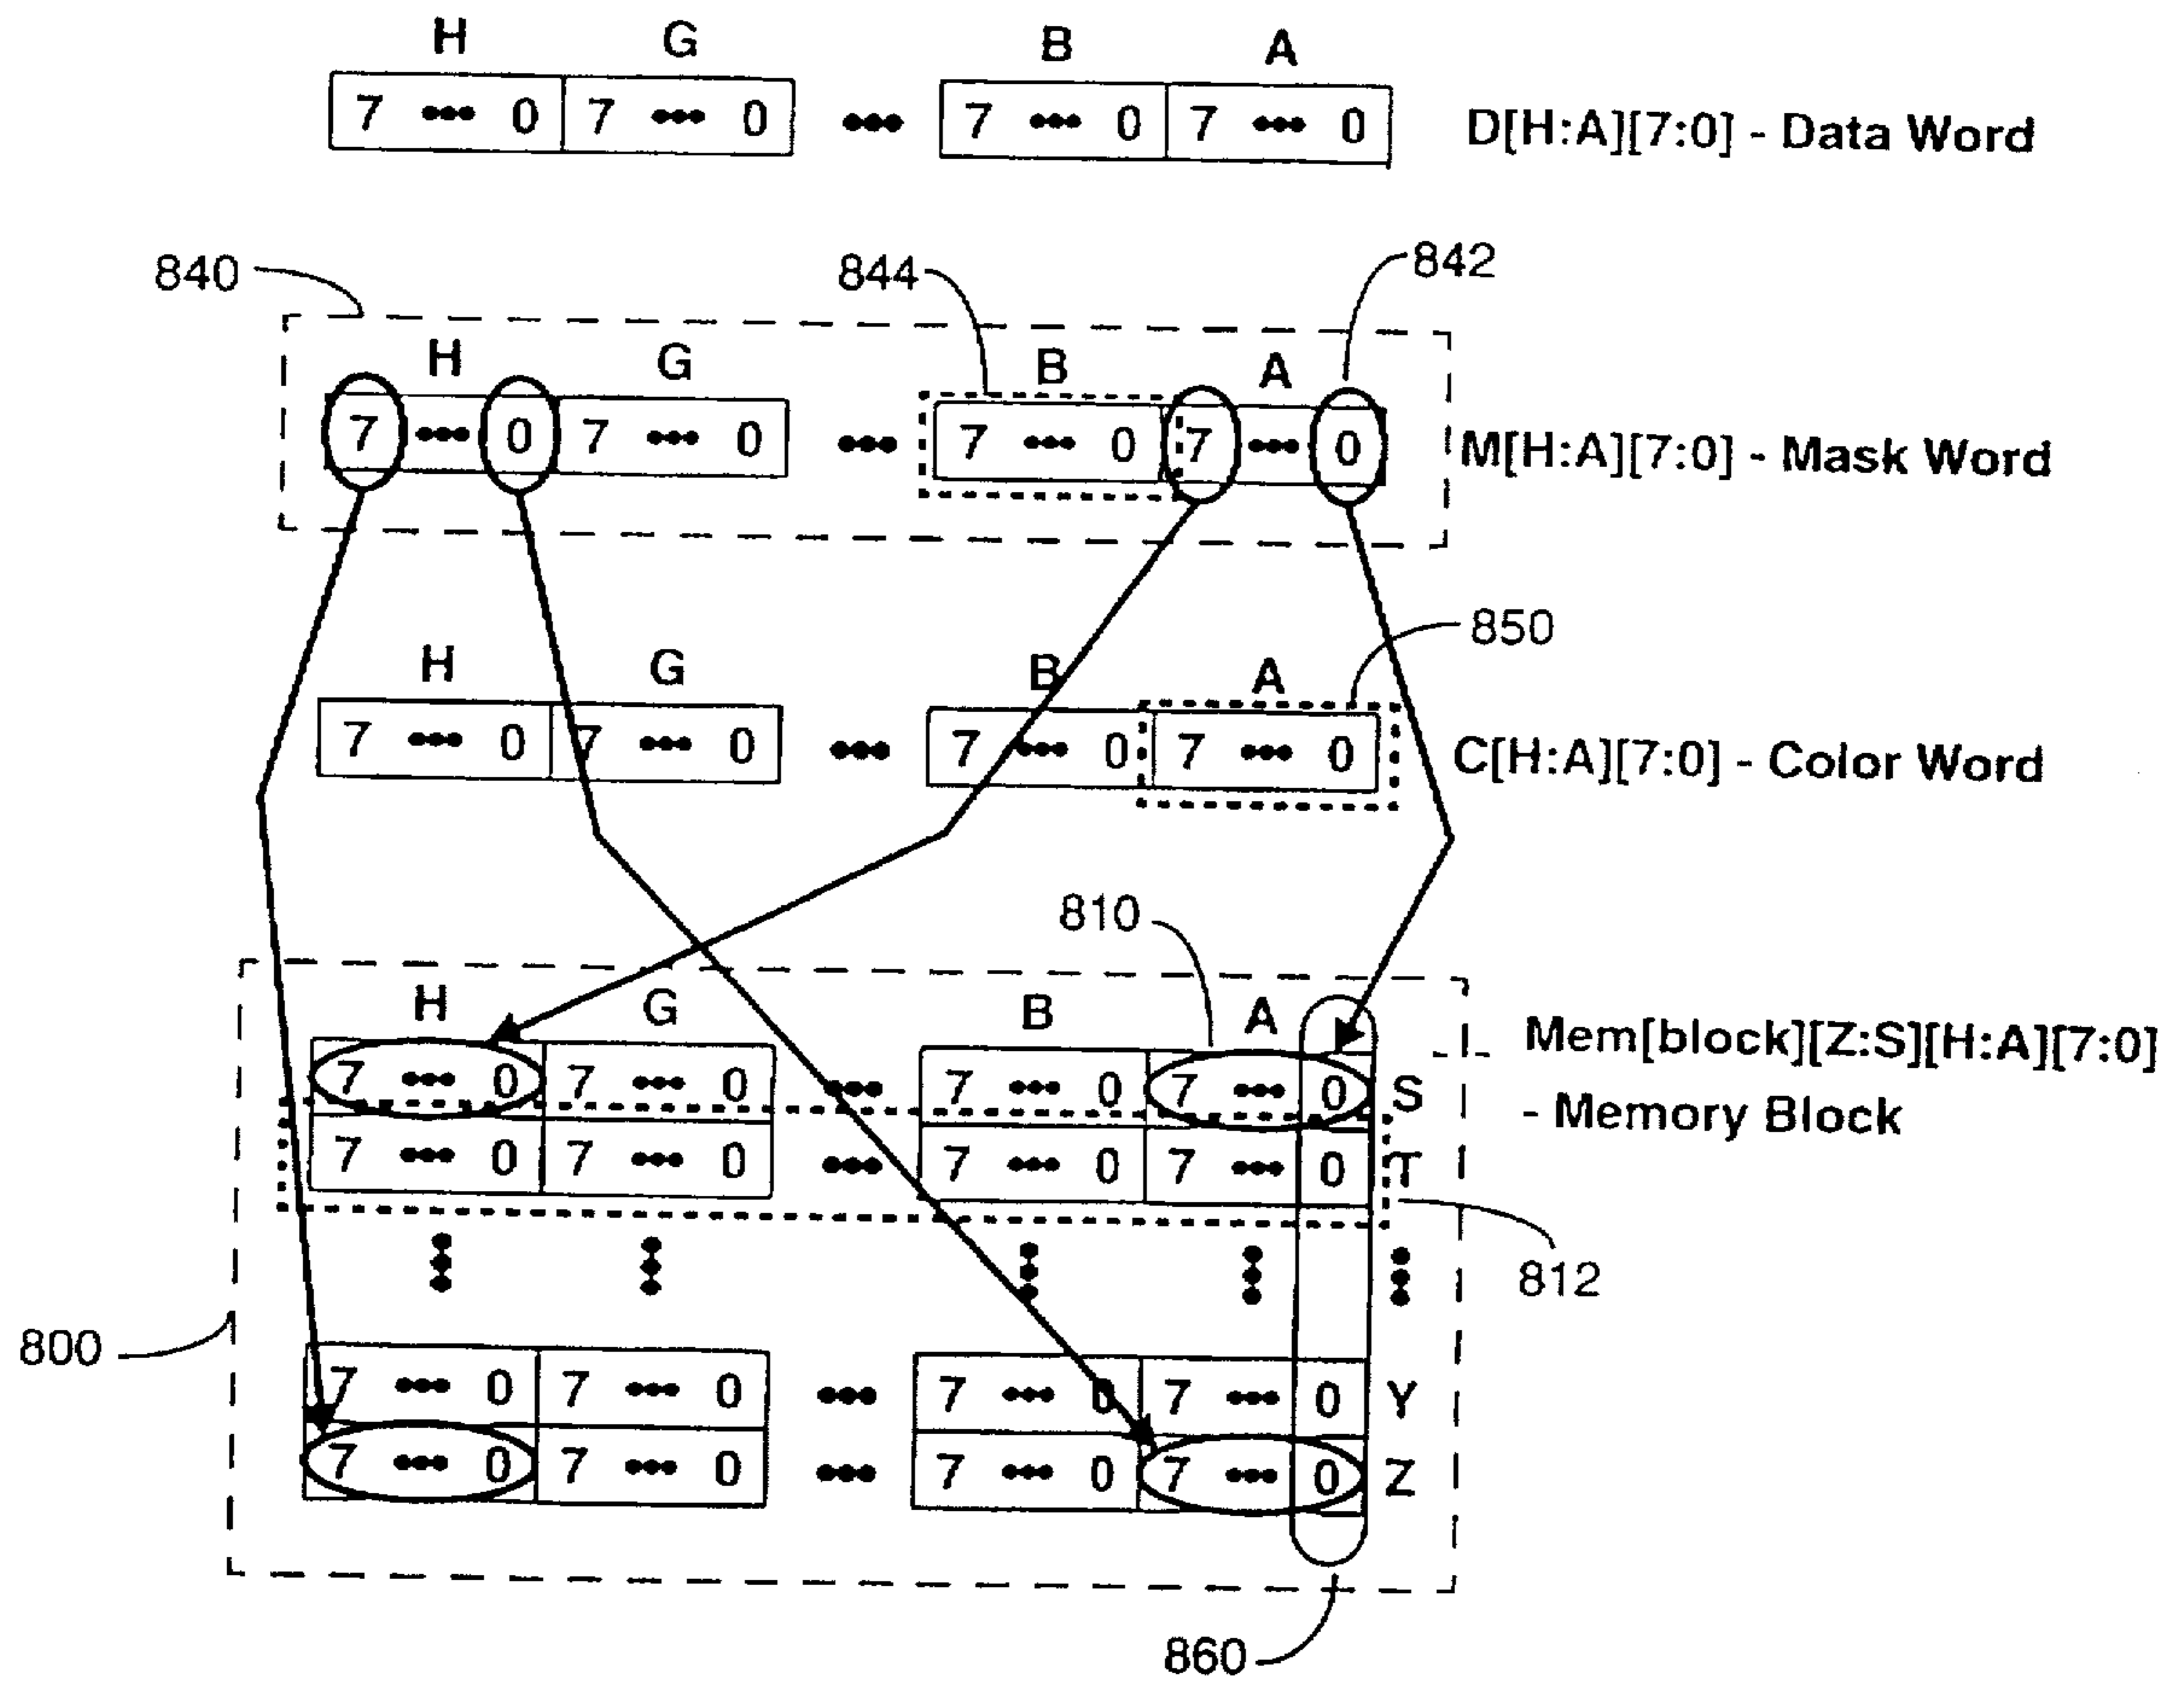 H G B A
7 ••• 0 7 ••• 0 ••• 7 ••• 0 7 ••• 0 D[H:A][7:0] - Data Word
840 844 842
H G B A
7 ••• 0 7 ••• 0 ••• 7 ••• 0 7 ••• 0 M[H:A][7:0] - Mask Word
850
H G B A
7 ••• 0 7 ••• 0 ••• 7 ••• 0 7 ••• 0 C[H:A][7:0] - Color Word
810
H G B A
Mem[block][Z:S][H:A][7:0]
7 ••• 0 7 ••• 0 ••• 7 ••• 0 7 ••• 0 S
- Memory Block
7 ••• 0 7 ••• 0 ••• 7 ••• 0 7 ••• 0 T
812
800
7 ••• 0 7 ••• 0 ••• 7 ••• 0 7 ••• 0 Y
7 ••• 0 7 ••• 0 ••• 7 ••• 0 7 ••• 0 Z
860